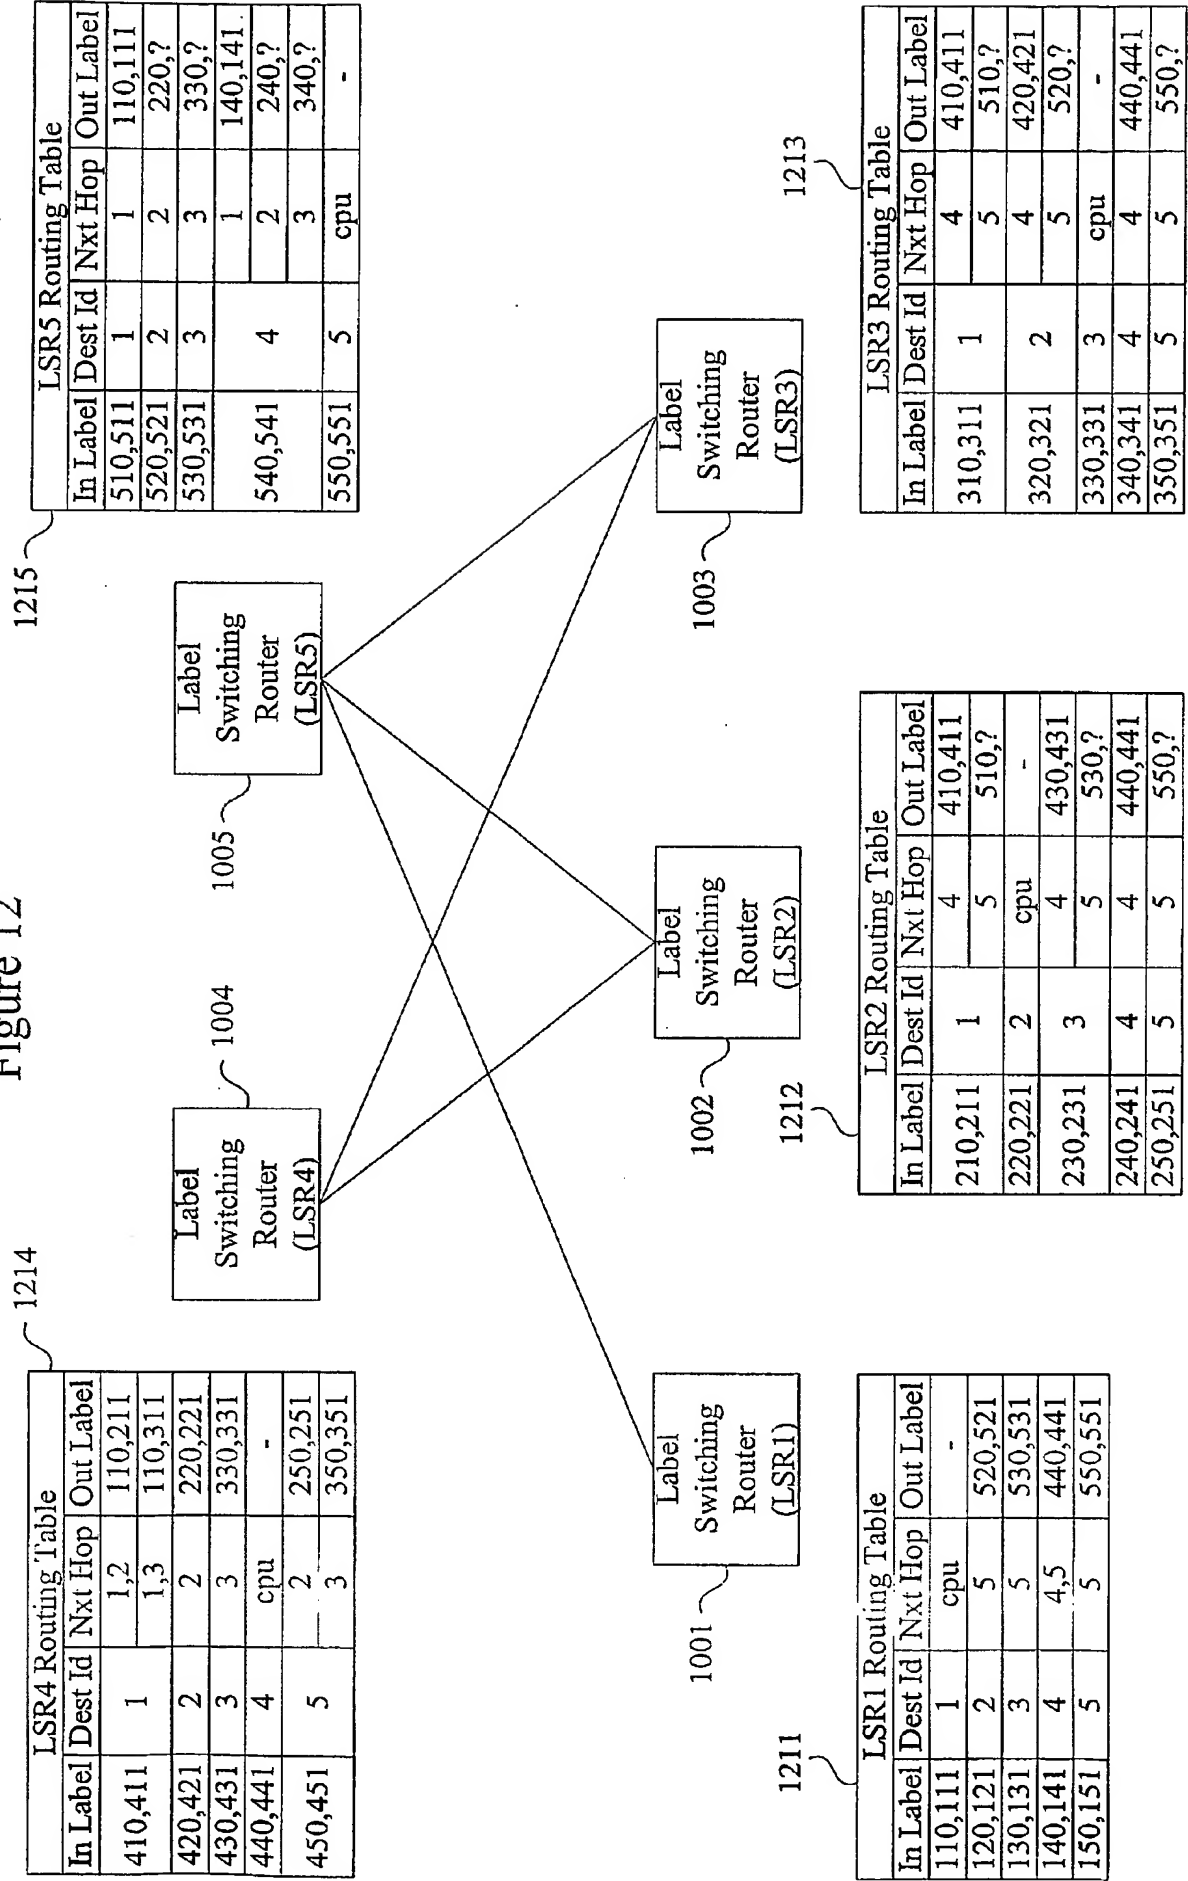 Figure 12
1214
LSR4 Routing Table
In Label Dest Id Nxt Hop Out Label
410,411 1 1,2 110,211
1,3 110,311
420,421 2 2 220,221
430,431 3 3 330,331
440,441 4 cpu -
450,451 5 2 250,251
3 350,351
1215
LSR5 Routing Table
In Label Dest Id Nxt Hop Out Label
510,511 1 1 110,111
520,521 2 2 220,?
530,531 3 3 330,?
540,541 4 1 140,141
2 240,?
3 340,?
550,551 5 cpu -
1004
Label
Switching
Router
(LSR4)
1005
Label
Switching
Router
(LSR5)
1001
Label
Switching
Router
(LSR1)
1002
Label
Switching
Router
(LSR2)
1003
Label
Switching
Router
(LSR3)
1211
LSR1 Routing Table
In Label Dest Id Nxt Hop Out Label
110,111 1 cpu -
120,121 2 5 520,521
130,131 3 5 530,531
140,141 4 4,5 440,441
150,151 5 5 550,551
1212
LSR2 Routing Table
In Label Dest Id Nxt Hop Out Label
210,211 1 4 410,411
5 510,?
220,221 2 cpu -
230,231 3 4 430,431
5 530,?
240,241 4 4 440,441
250,251 5 5 550,?
1213
LSR3 Routing Table
In Label Dest Id Nxt Hop Out Label
310,311 1 4 410,411
5 510,?
320,321 2 4 420,421
5 520,?
330,331 3 cpu -
340,341 4 4 440,441
350,351 5 5 550,?